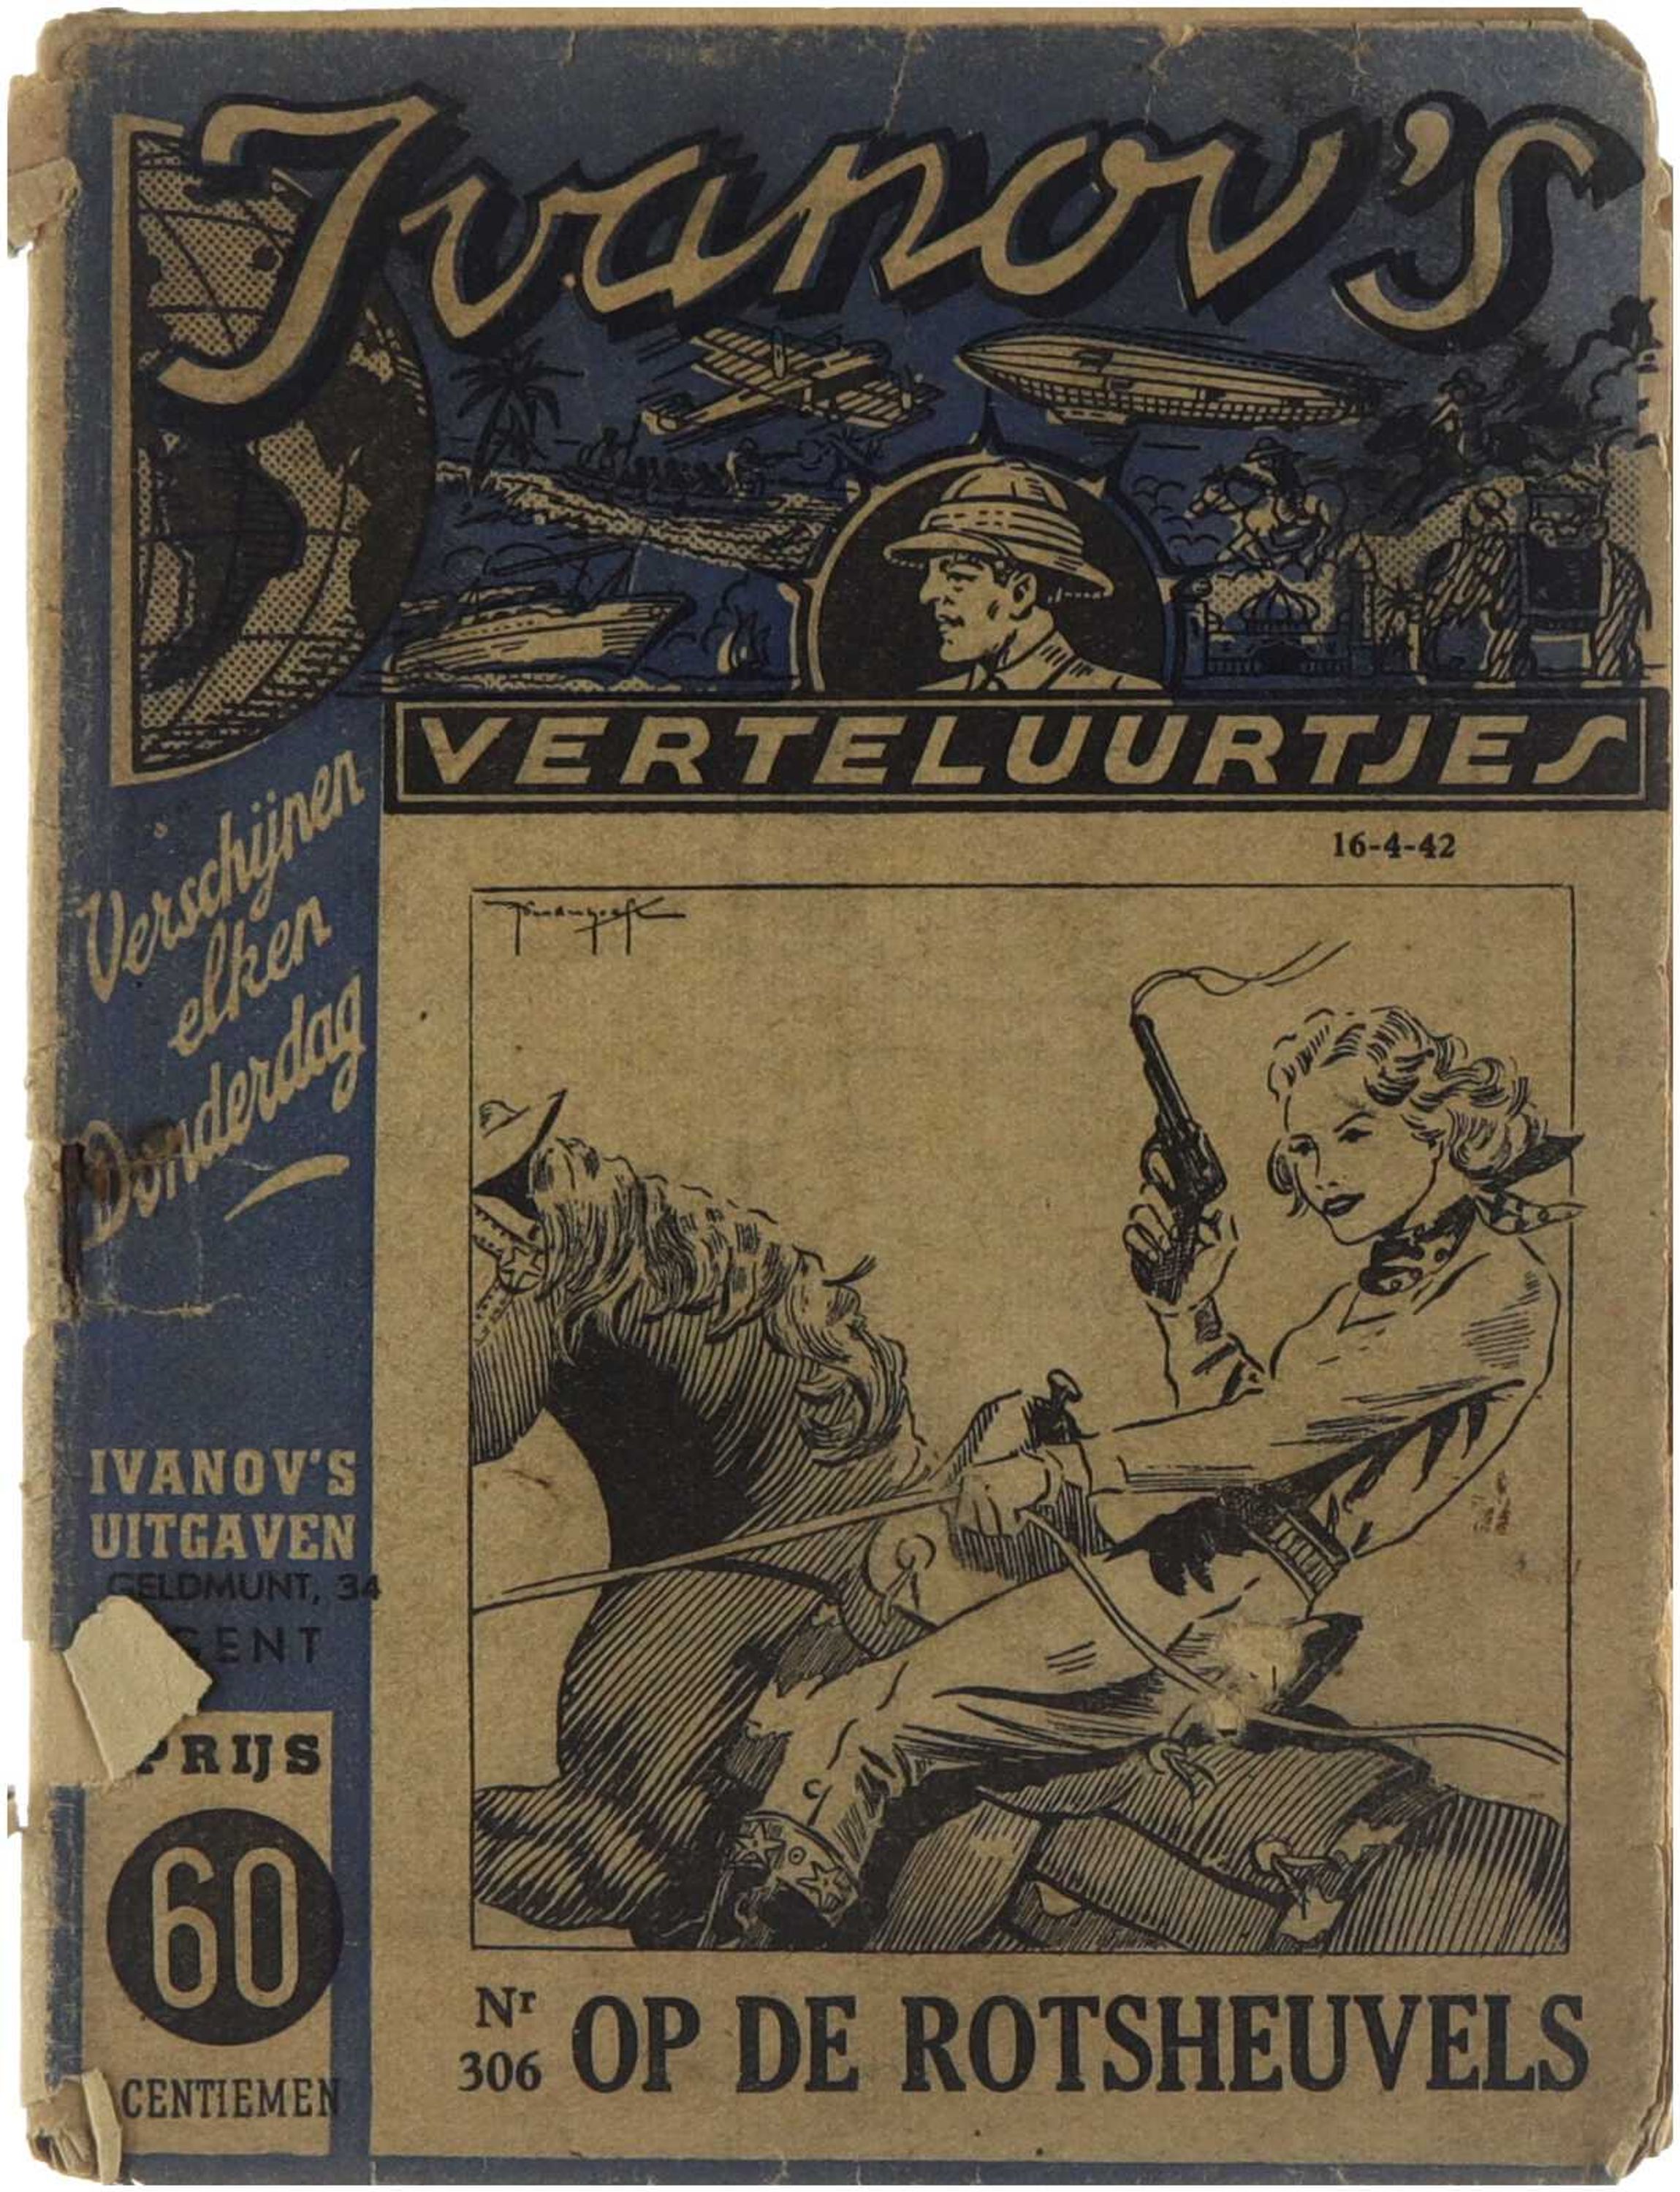 Ivanov's
VERTELUURTJES
16-4-42
Verschijnen
elken
Donderdag
IVANOV'S
UITGAVEN
GELDMUNT, 34
GENT
PRIJS
60
CENTIEMEN
Nr
306
OP DE ROTSHEUVELS